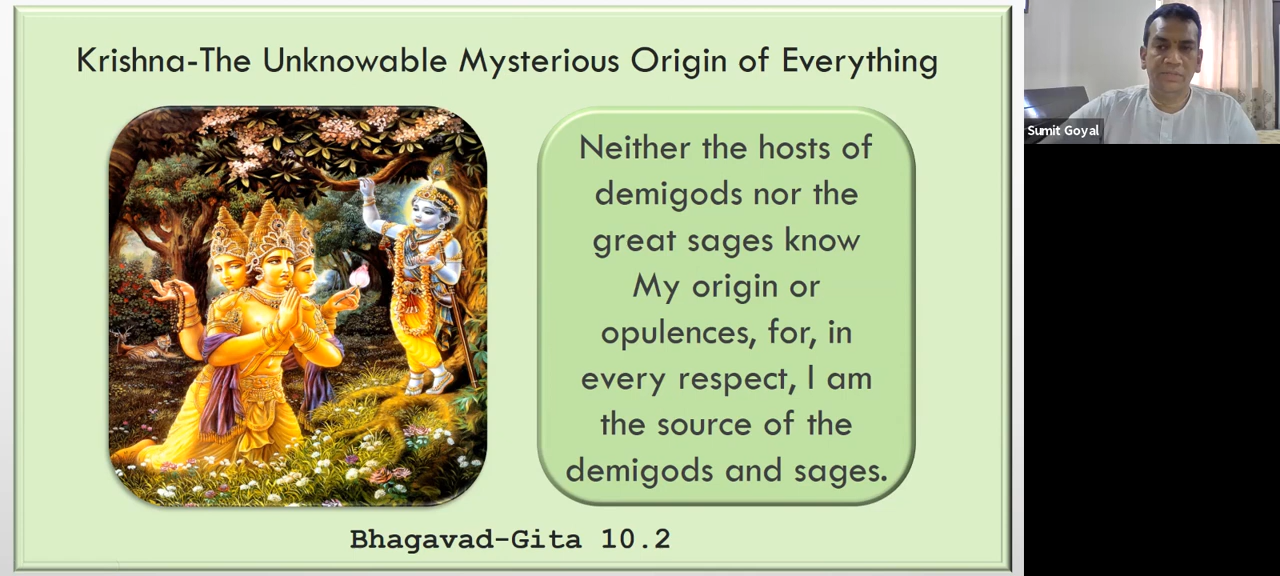 Krishna-The Unknowable Mysterious Origin of Everything
Neither the hosts of
demigods nor the
great sages know
My origin or
opulences, for, in
every respect, I am
the source of the
demigods and sages.
Bhagavad-Gita 10.2
Sumit Goyal